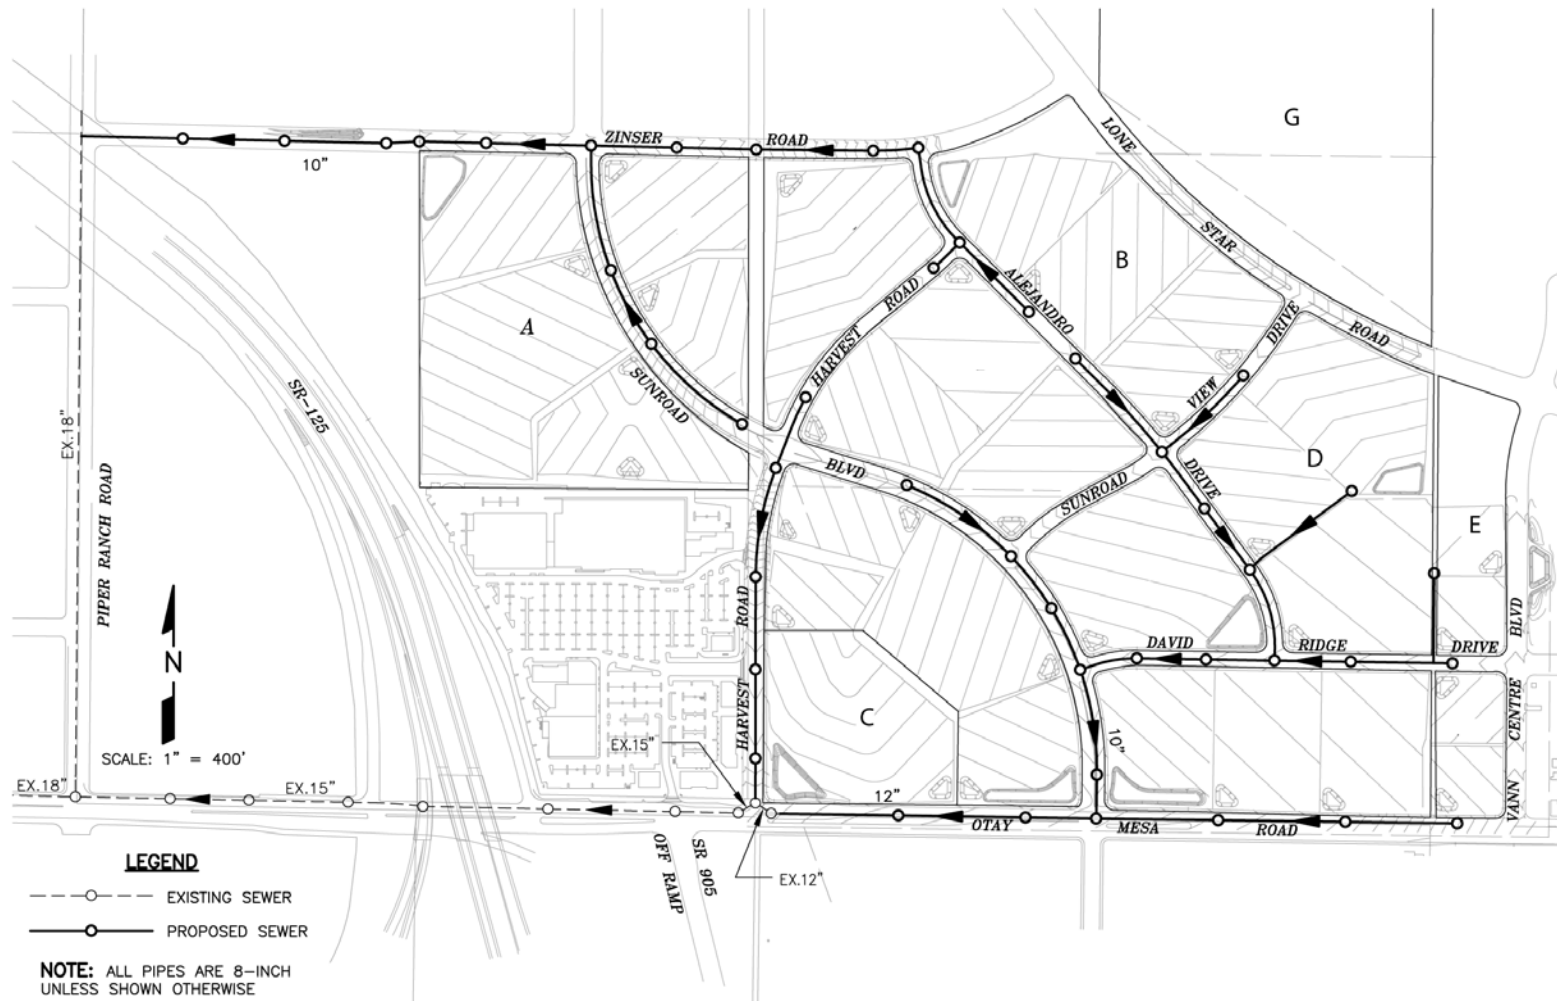 G
LONE
STAR
ROAD
ZINSER
ROAD
10"
B
ALEJANDRO
DRIVE
VIEW
DRIVE
A
HARVEST
ROAD
SUNROAD
BLVD
SUNROAD
D
E
EX.18"
SR-125
PIPER RANCH ROAD
N
SCALE: 1" = 400'
HARVEST
ROAD
DAVID
RIDGE
DRIVE
BLVD
CENTRE
VANN
C
10"
EX.15"
EX.18"
EX.15"
12"
OTAY
MESA
ROAD
EX.12"
SR 905
OFF RAMP
LEGEND
EXISTING SEWER
PROPOSED SEWER
NOTE: ALL PIPES ARE 8-INCH
UNLESS SHOWN OTHERWISE